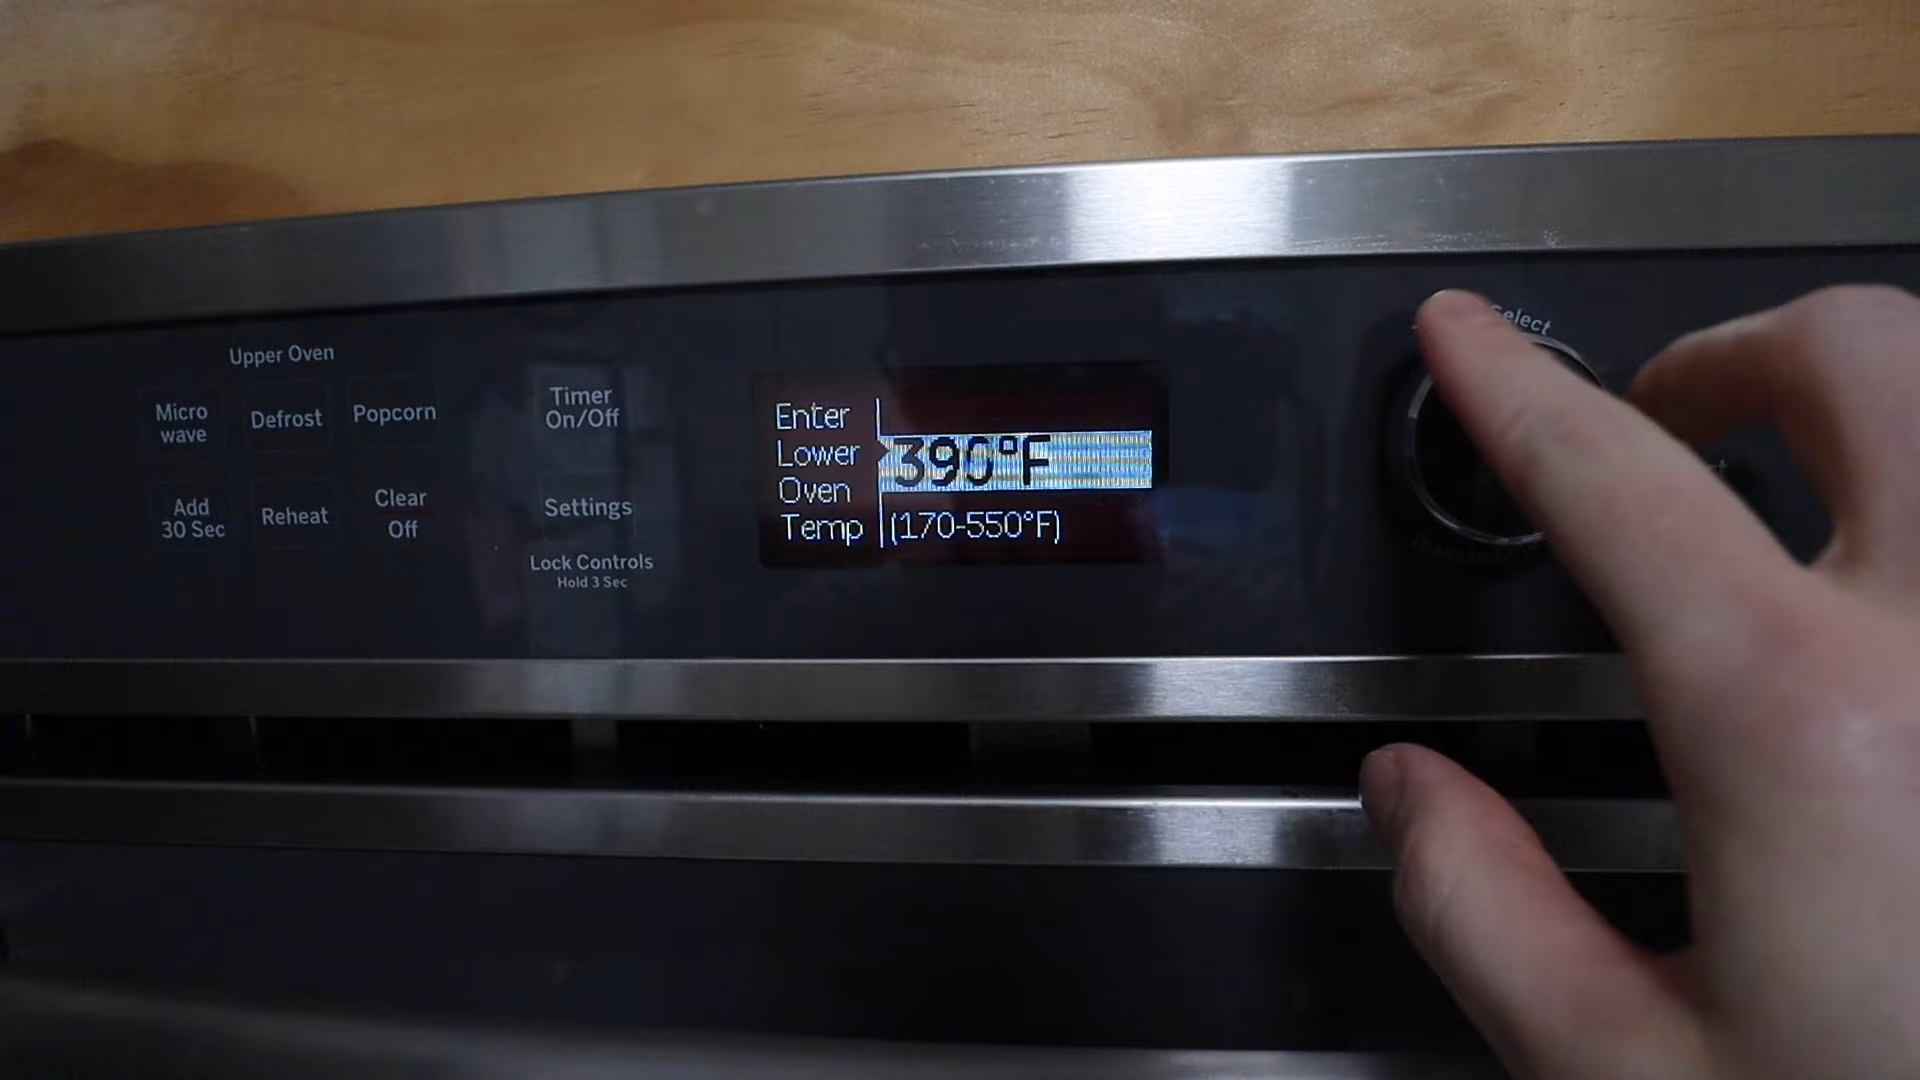 Upper Oven
Micro
wave
Defrost
Popcorn
Add
30 Sec
Reheat
Clear
Off
Timer
On/Off
Settings
Lock Controls
Hold 3 Sec
Enter
Lower
Oven
Temp
390°F
(170-550°F)
Select